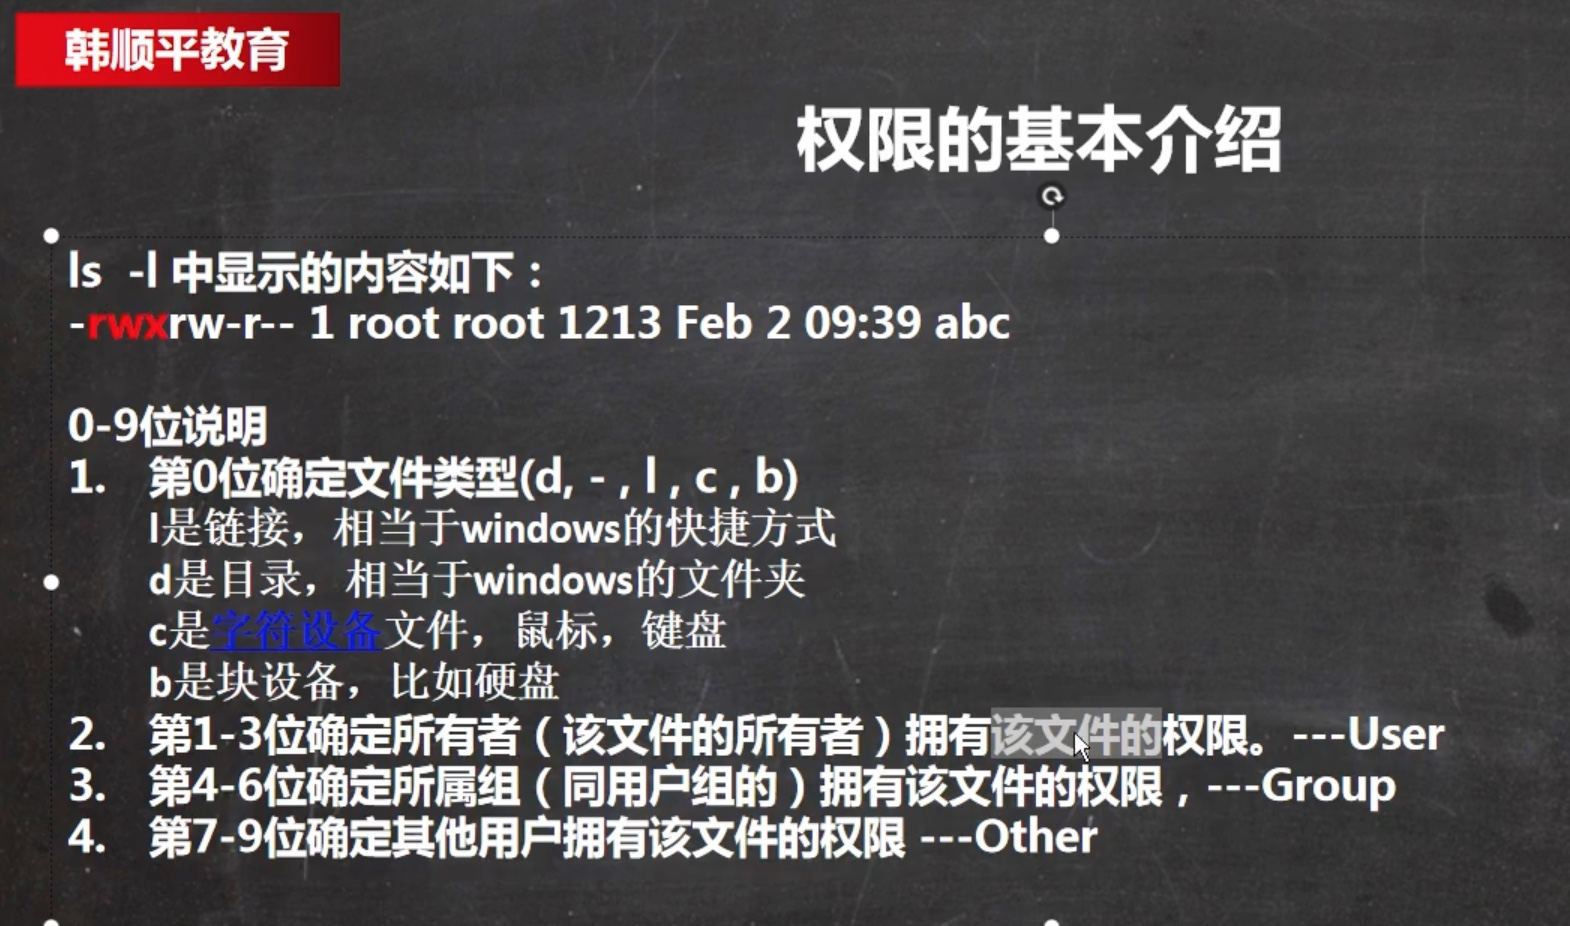 韩顺平教育
权限的基本介绍
ls -l 中显示的内容如下：
-rwxrw-r-- 1 root root 1213 Feb 2 09:39 abc
0-9位说明
1. 第0位确定文件类型(d, - , l , c , b)
l是链接，相当于windows的快捷方式
d是目录，相当于windows的文件夹
c是字符设备文件，鼠标，键盘
b是块设备，比如硬盘
2. 第1-3位确定所有者（该文件的所有者）拥有该文件的权限。---User
3. 第4-6位确定所属组（同用户组的）拥有该文件的权限，---Group
4. 第7-9位确定其他用户拥有该文件的权限 ---Other